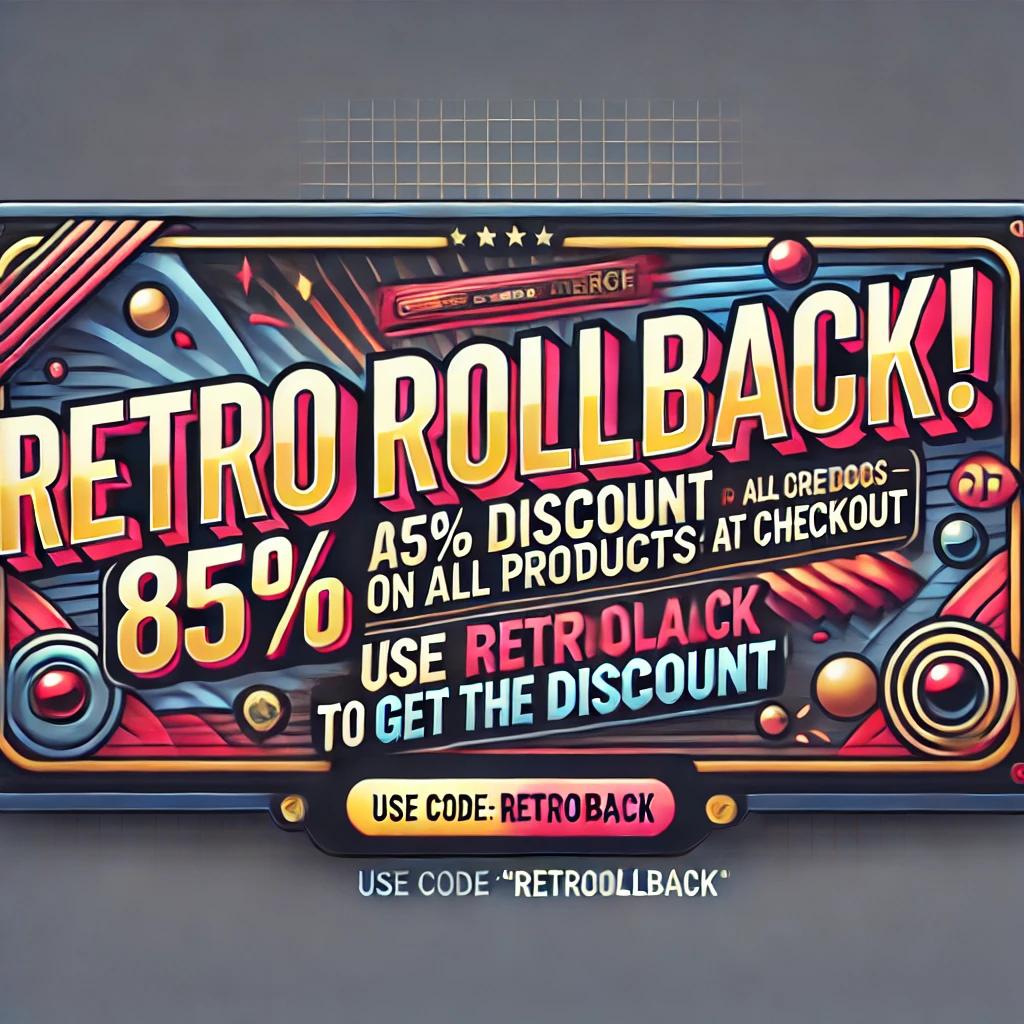 RETRO ROLLBACK!
85%
A5% DISCOUNT ALL CREDOOS
ON ALL PRODUCTS AT CHECKOUT
USE RETRIOLALCK
TO GET THE DISCOUNT
USE CODE: RETROBACK
USE CODE "RETROOLLBACK"